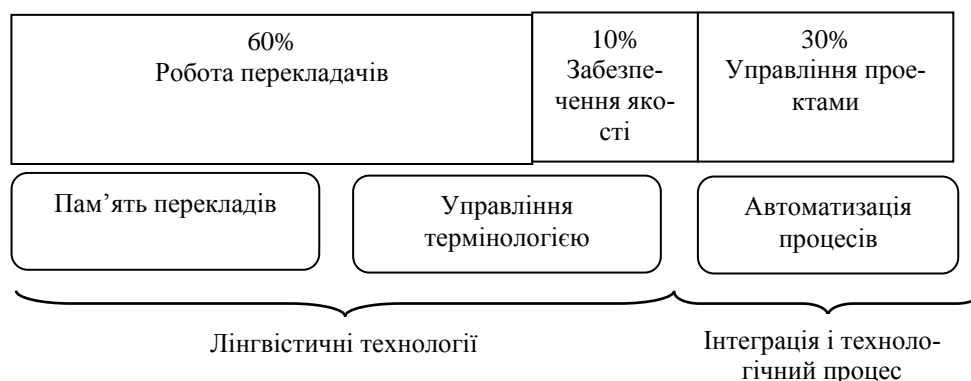 60%
Робота перекладачів
10%
Забезпе-
чення яко-
сті
30%
Управління прое-
ктами
Пам’ять перекладів
Управління
термінологією
Автоматизація
процесів
Лінгвістичні технології
Інтеграція і техноло-
гічний процес